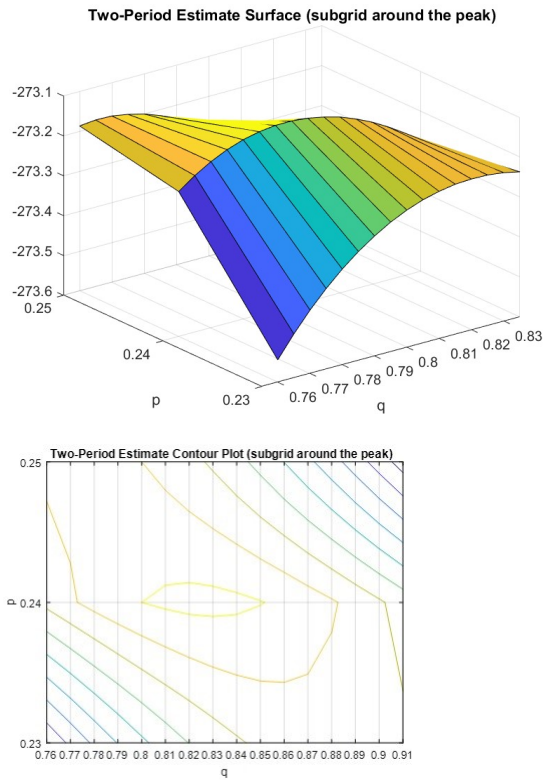 Two-Period Estimate Surface (subgrid around the peak)
-273.1
-273.2
-273.3
-273.4
-273.5
-273.6
0.25
0.24
0.23
p
0.76 0.77 0.78 0.79 0.8 0.81 0.82 0.83
q
Two-Period Estimate Contour Plot (subgrid around the peak)
0.25
0.24
0.23
p
0.76 0.77 0.78 0.79 0.8 0.81 0.82 0.83 0.84 0.85 0.86 0.87 0.88 0.89 0.9 0.91
q